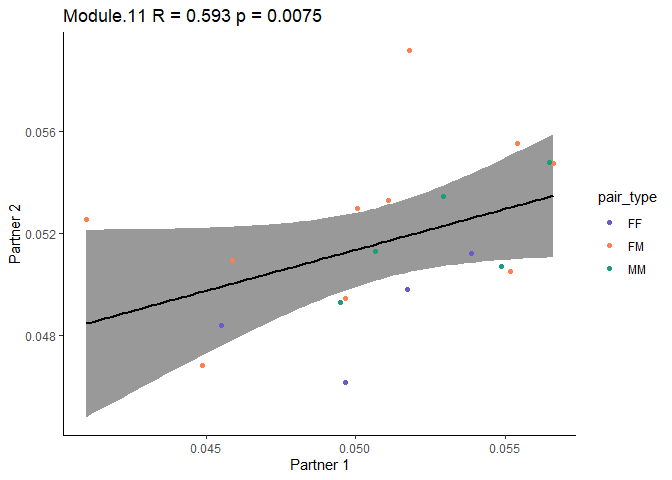 Module.11 R = 0.593 p = 0.0075
0.056
0.052
0.048
Partner 2
0.045
0.050
0.055
Partner 1
pair_type
FF
FM
MM